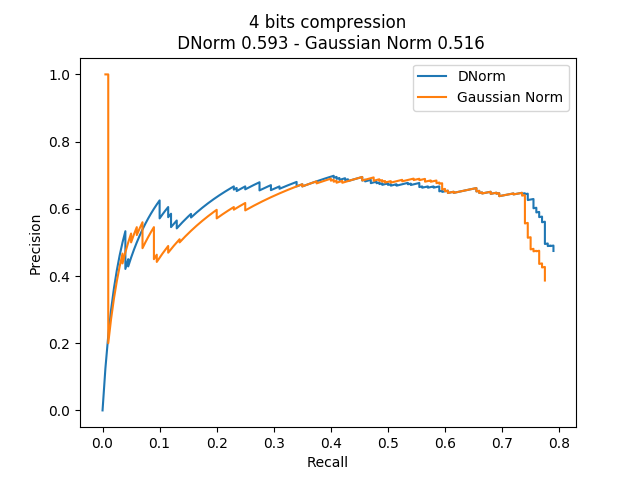 4 bits compression
DNorm 0.593 - Gaussian Norm 0.516
DNorm
Gaussian Norm
1.0
0.8
0.6
0.4
0.2
0.0
Precision
0.0 0.1 0.2 0.3 0.4 0.5 0.6 0.7 0.8
Recall